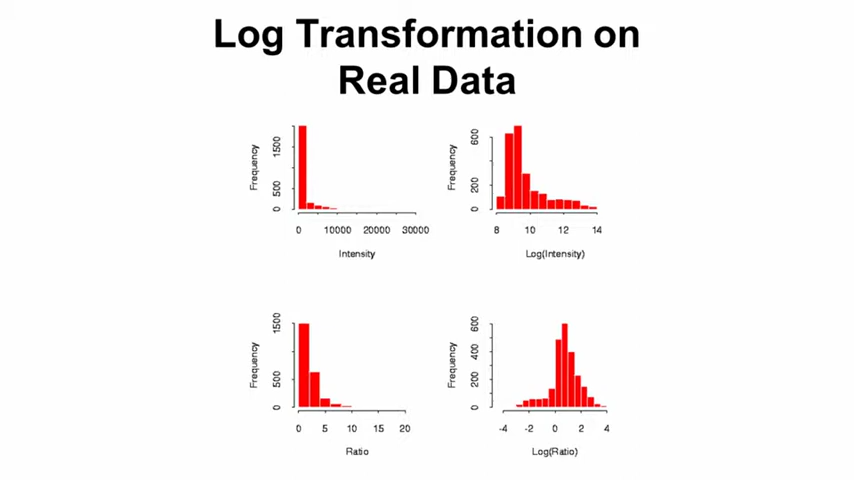 Log Transformation on
Real Data
Frequency
0 500 1500
0 10000 20000 30000
Intensity
Frequency
0 200 600
8 10 12 14
Log(Intensity)
Frequency
0 500 1500
0 5 10 15 20
Ratio
Frequency
0 200 400 600
-4 -2 0 2 4
Log(Ratio)